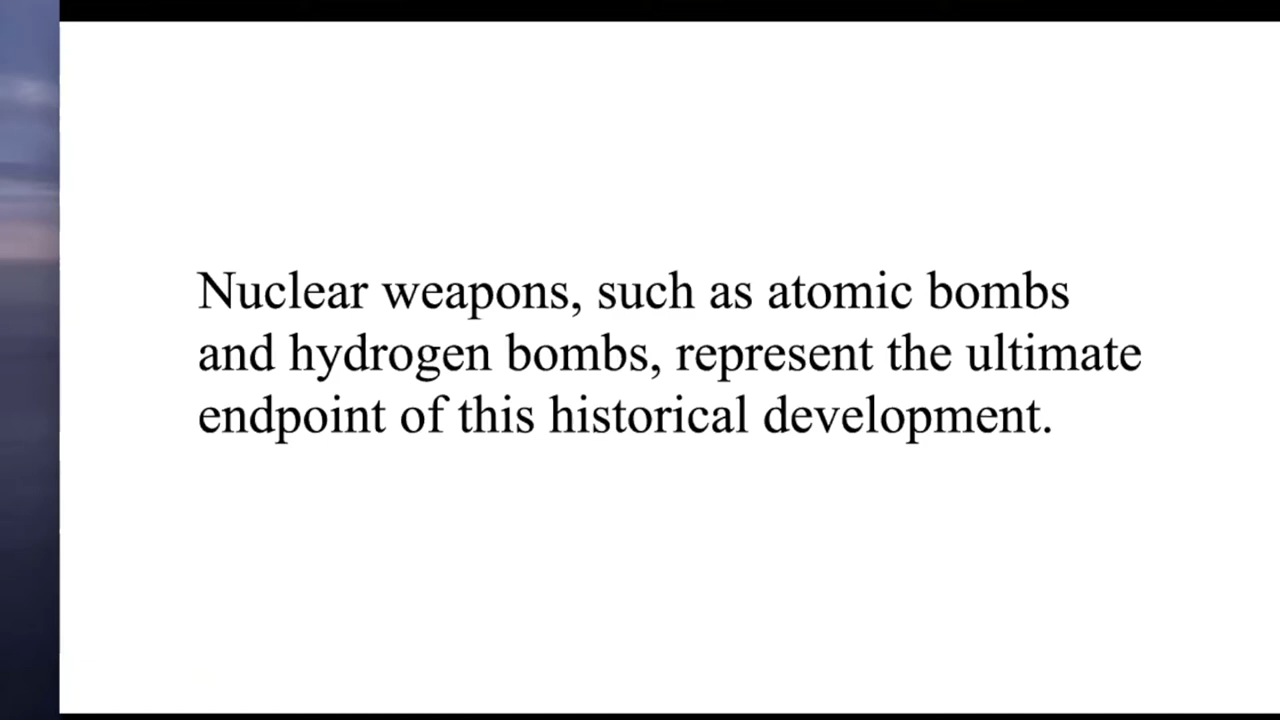 Nuclear weapons, such as atomic bombs
and hydrogen bombs, represent the ultimate
endpoint of this historical development.